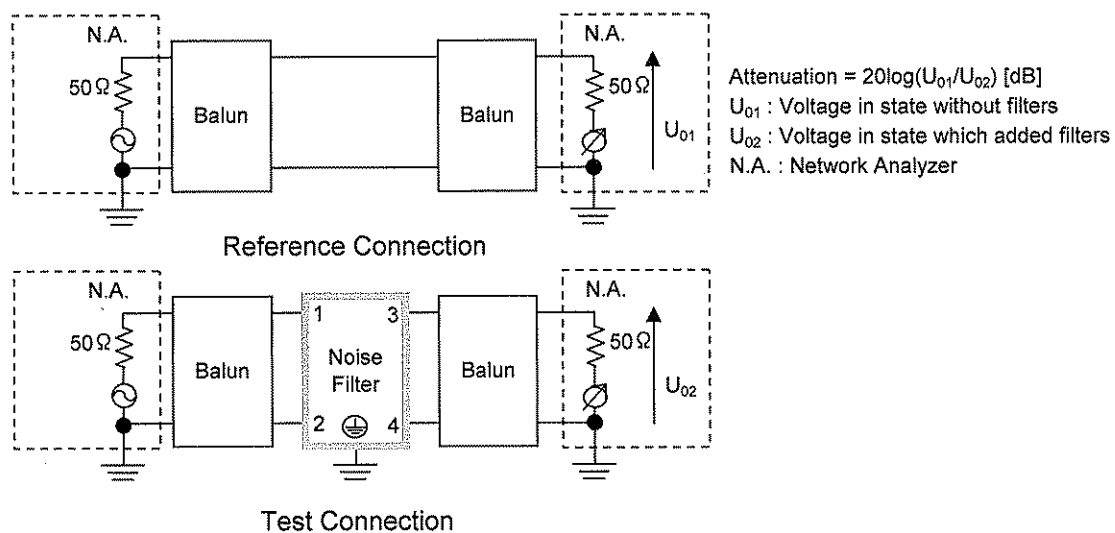 N.A.
N.A.
50Ω
Balun
Balun
50Ω
U01
Attenuation = 20log(U01/U02) [dB]
U01 : Voltage in state without filters
U02 : Voltage in state which added filters
N.A. : Network Analyzer
Reference Connection
N.A.
N.A.
50Ω
Balun
1
3
Noise
Filter
2
4
Balun
50Ω
U02
Test Connection